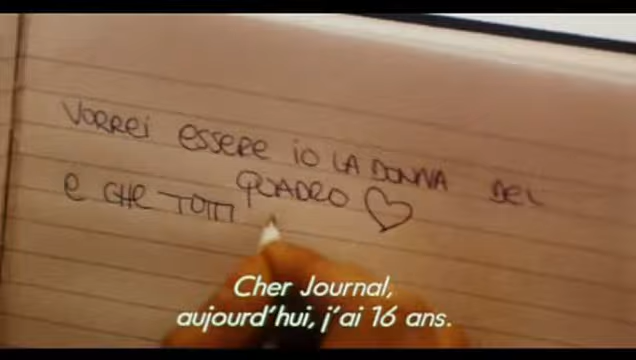 VORREI ESSERE IO LA DONNA DEL
QUADRO
E CHE TUTTI
Cher Journal,
aujourd'hui, j'ai 16 ans.